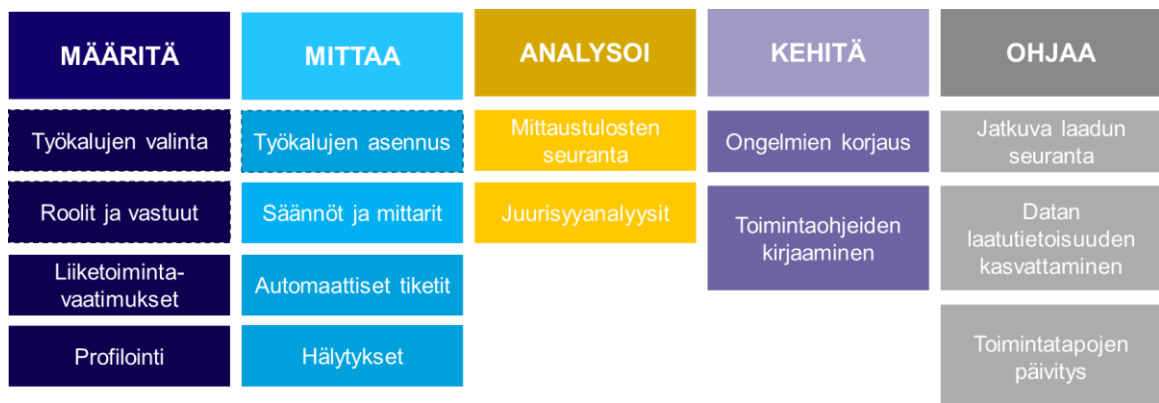 MÄÄRITÄ
Työkalujen valinta
Roolit ja vastuut
Liiketoiminta-
vaatimukset
Profilointi
MITTAA
Työkalujen asennus
Säännöt ja mittarit
Automaattiset tiketit
Hälytykset
ANALYSOI
Mittaustulosten
seuranta
Juurisyyanalyysit
KEHITÄ
Ongelmien korjaus
Toimintaohjeiden
kirjaaminen
OHJAA
Jatkuva laadun
seuranta
Datan
laatutietoisuuden
kasvattaminen
Toimintatapojen
päivitys